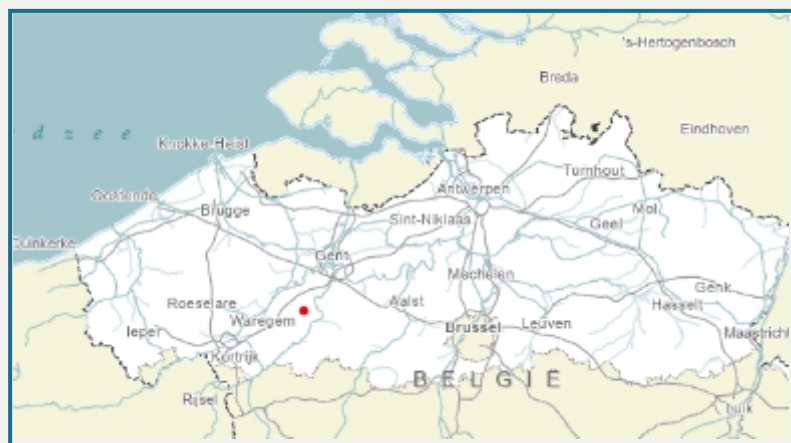 's-Hertogenbosch
Breda
Eindhoven
d z e e
Knokke-Heist
Turnhout
Antwerpen
Oostende
Mol
Brugge
Sint-Niklaas
Geel
Duinkerke
Gent
Mechelen
Genk
Roeselare
Aalst
Hasselt
Waregem
Ieper
Brussel
Leuven
Maastricht
Kortrijk
BELGIË
Rijsel
Luik